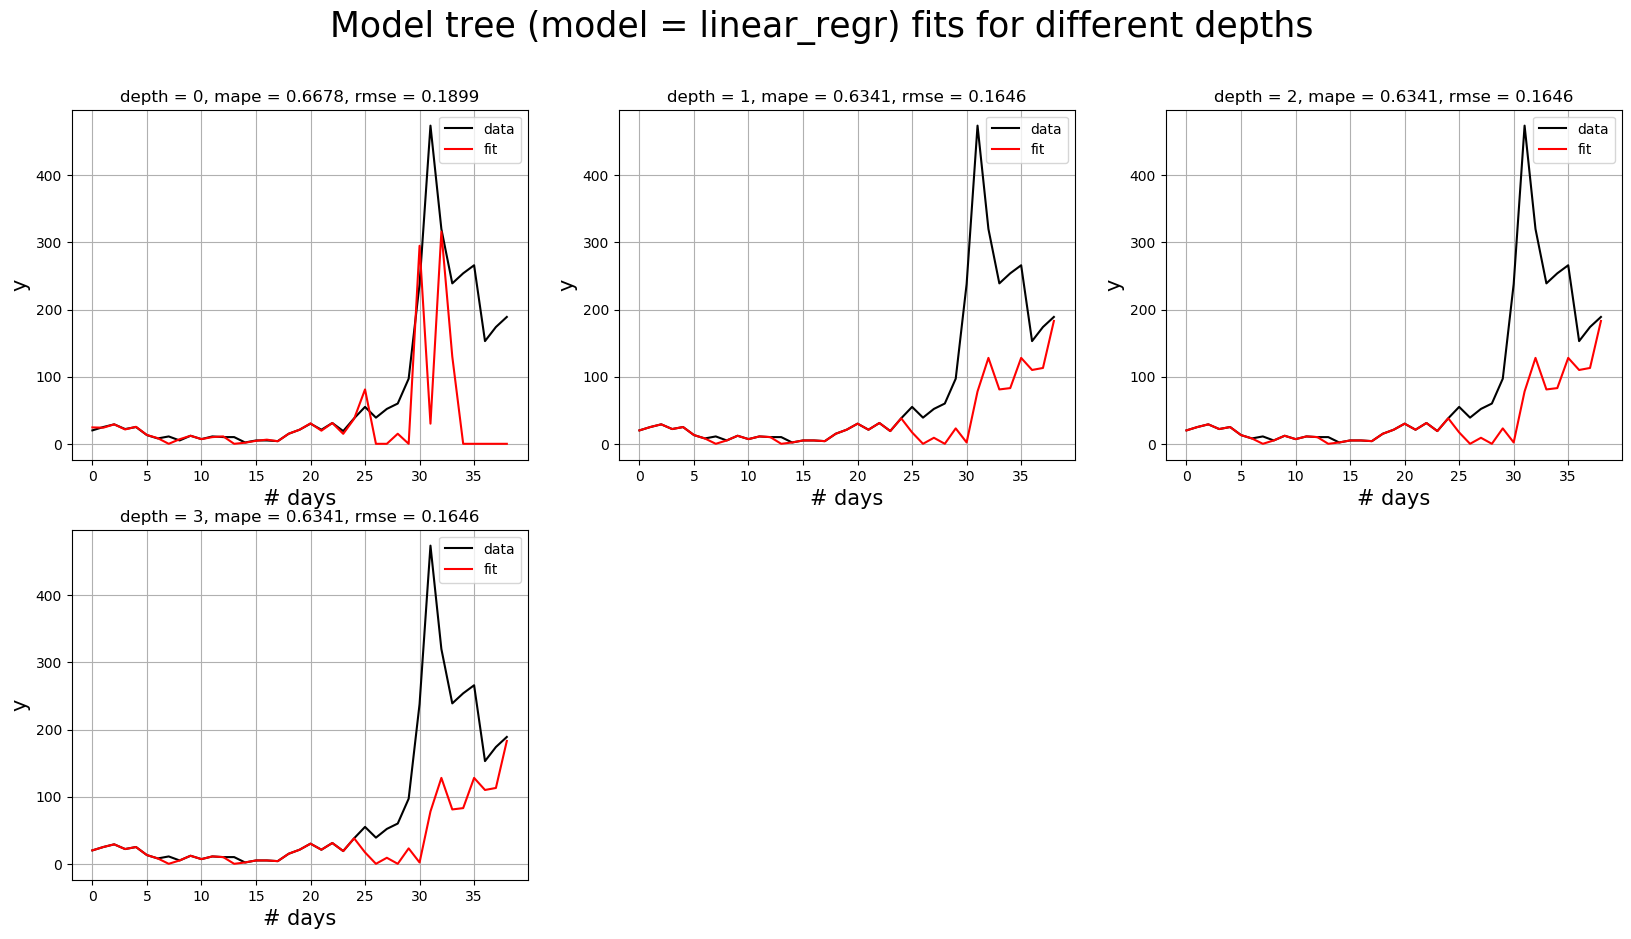 Model tree (model = linear_regr) fits for different depths
depth = 0, mape = 0.6678, rmse = 0.1899
data
fit
400
300
200
100
0
y
0 5 10 15 20 25 30 35
# days
depth = 1, mape = 0.6341, rmse = 0.1646
data
fit
400
300
200
100
0
y
0 5 10 15 20 25 30 35
# days
depth = 2, mape = 0.6341, rmse = 0.1646
data
fit
400
300
200
100
0
y
0 5 10 15 20 25 30 35
# days
depth = 3, mape = 0.6341, rmse = 0.1646
data
fit
400
300
200
100
0
y
0 5 10 15 20 25 30 35
# days